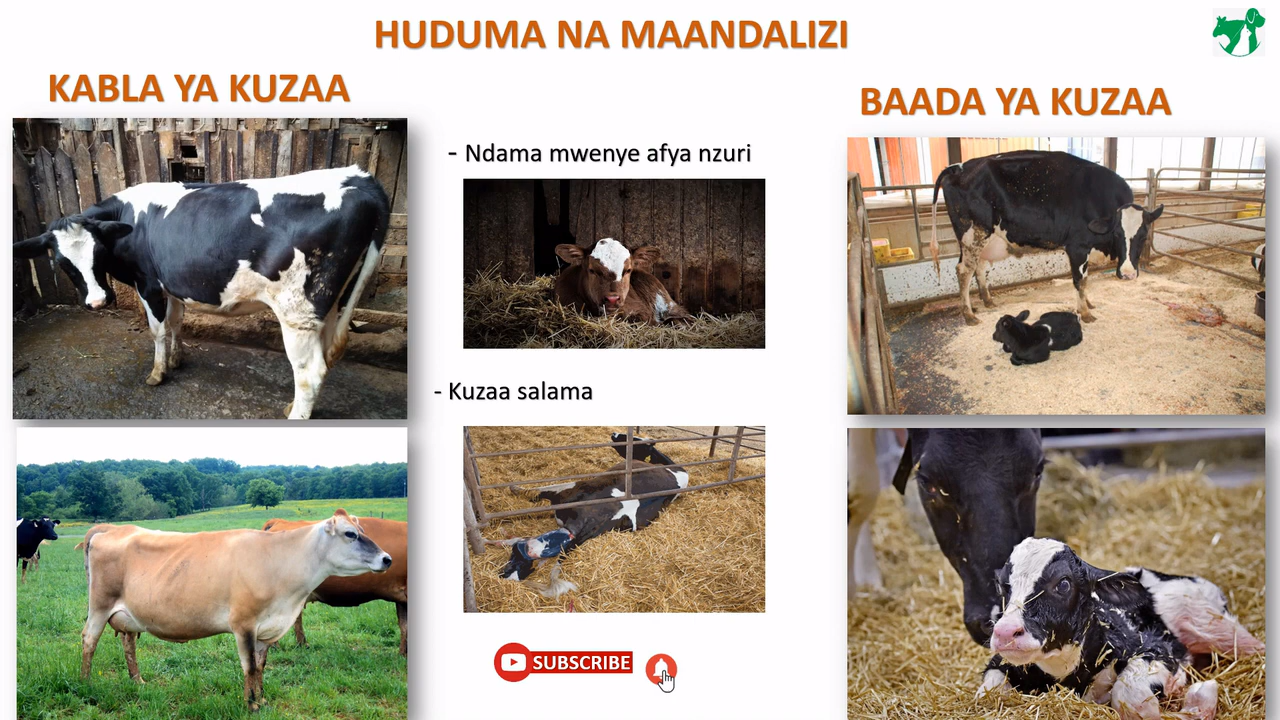 HUDUMA NA MAANDALIZI
KABLA YA KUZAA
BAADA YA KUZAA
- Ndama mwenye afya nzuri
- Kuzaa salama
SUBSCRIBE